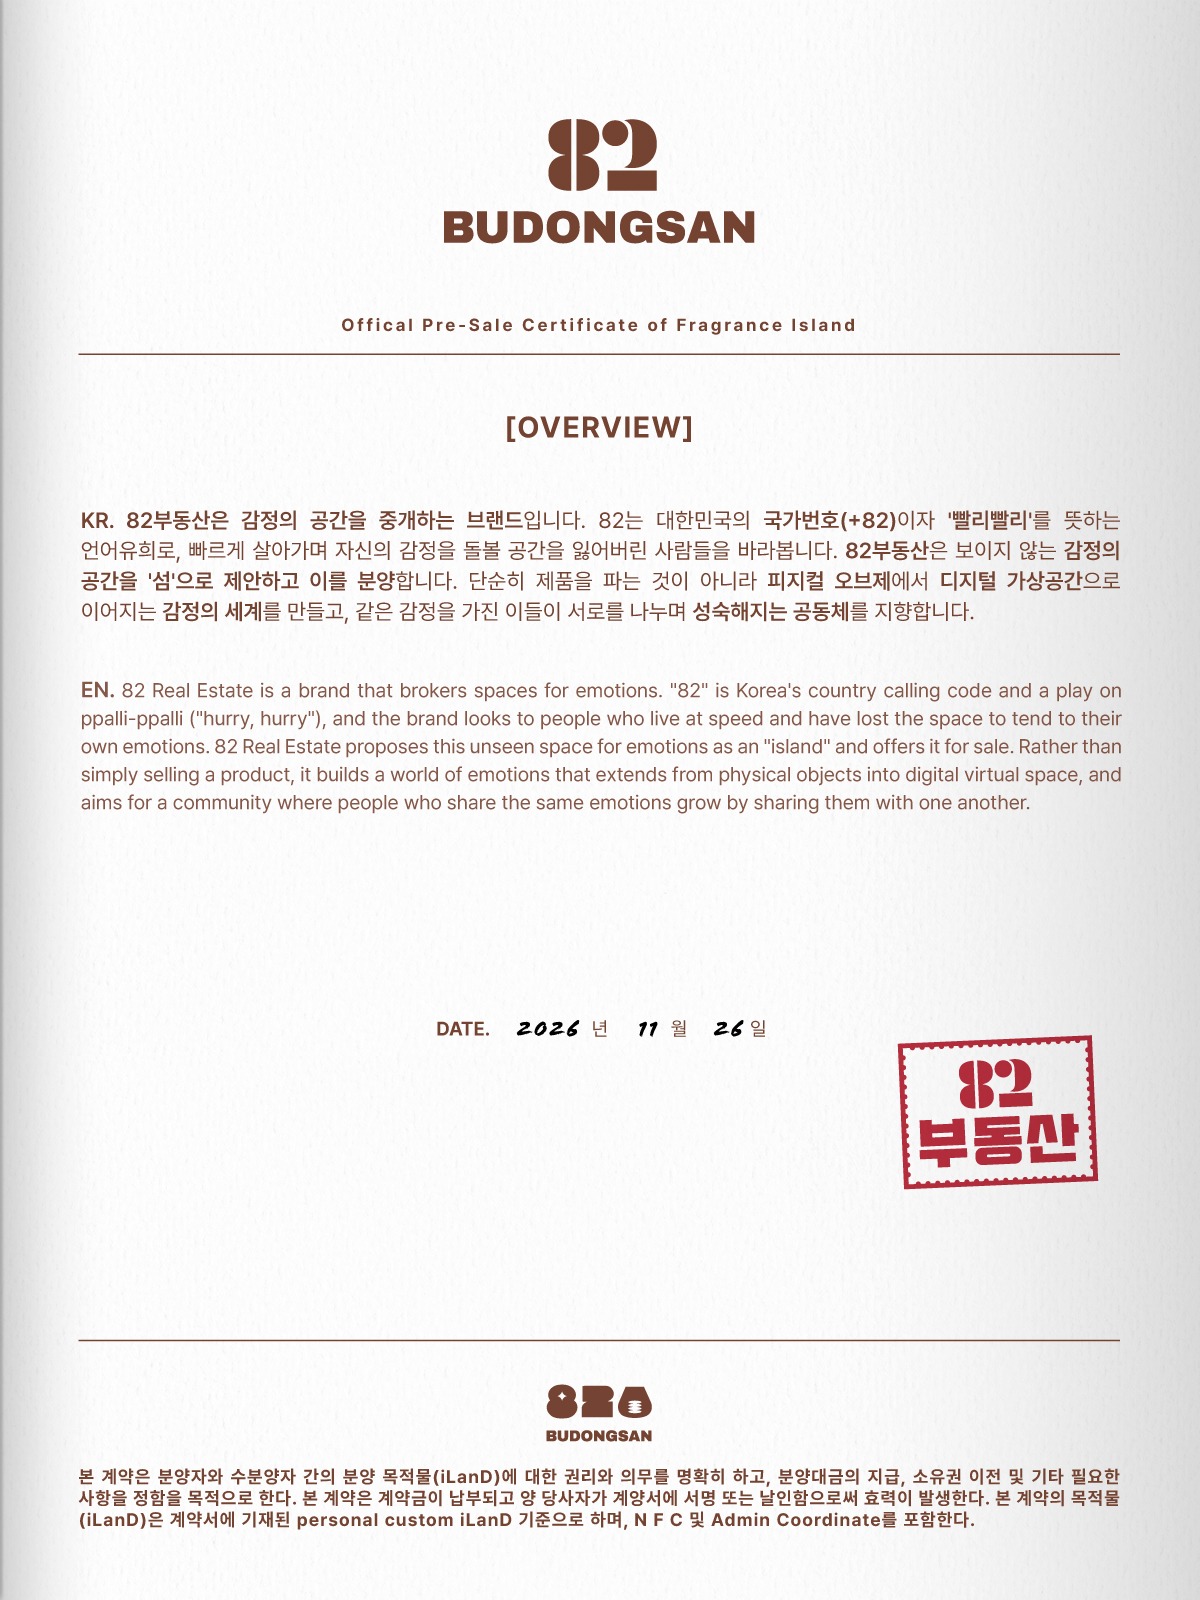 82
BUDONGSAN
Offical Pre-Sale Certificate of Fragrance Island
[OVERVIEW]
KR. 82부동산은 감정의 공간을 중개하는 브랜드입니다. 82는 대한민국의 국가번호(+82)이자 '빨리빨리'를 뜻하는
언어유희로, 빠르게 살아가며 자신의 감정을 돌볼 공간을 잃어버린 사람들을 바라봅니다. 82부동산은 보이지 않는 감정의
공간을 '섬'으로 제안하고 이를 분양합니다. 단순히 제품을 파는 것이 아니라 피지컬 오브제에서 디지털 가상공간으로
이어지는 감정의 세계를 만들고, 같은 감정을 가진 이들이 서로를 나누며 성숙해지는 공동체를 지향합니다.
EN. 82 Real Estate is a brand that brokers spaces for emotions. "82" is Korea's country calling code and a play on
ppalli-ppalli ("hurry, hurry"), and the brand looks to people who live at speed and have lost the space to tend to their
own emotions. 82 Real Estate proposes this unseen space for emotions as an "island" and offers it for sale. Rather than
simply selling a product, it builds a world of emotions that extends from physical objects into digital virtual space, and
aims for a community where people who share the same emotions grow by sharing them with one another.
DATE. 2026 년 11 월 26 일
82
부동산
82
BUDONGSAN
본 계약은 분양자와 수분양자 간의 분양 목적물(iLanD)에 대한 권리와 의무를 명확히 하고, 분양대금의 지급, 소유권 이전 및 기타 필요한
사항을 정함을 목적으로 한다. 본 계약은 계약금이 납부되고 양 당사자가 계양서에 서명 또는 날인함으로써 효력이 발생한다. 본 계약의 목적물
(iLanD)은 계약서에 기재된 personal custom iLanD 기준으로 하며, N F C 및 Admin Coordinate를 포함한다.